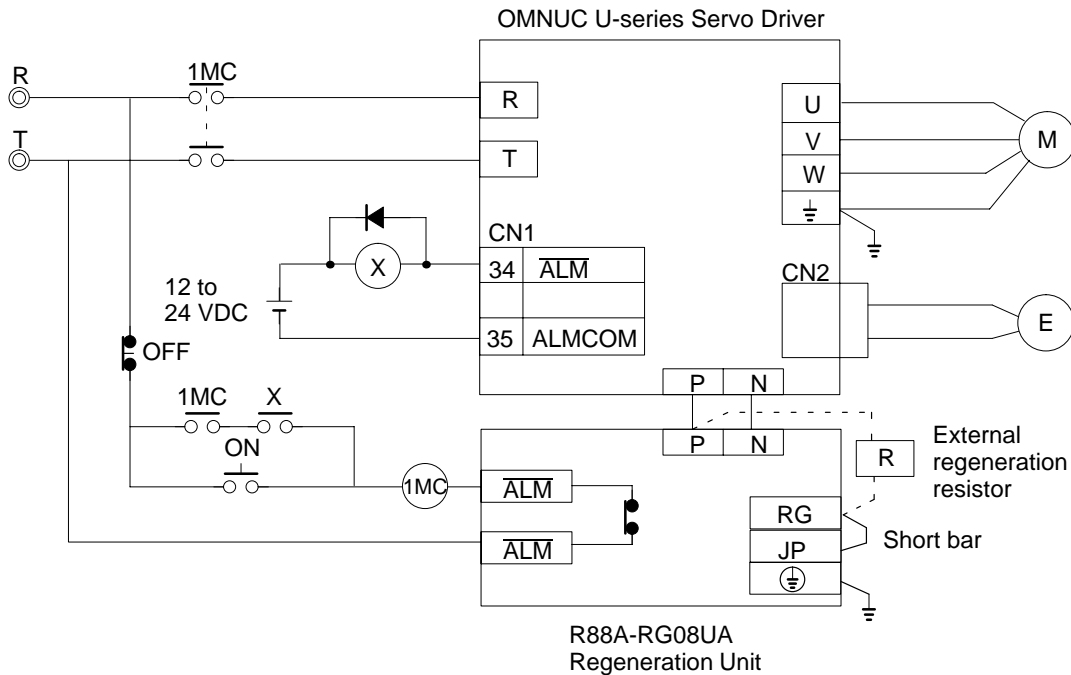 OMNUC U-series Servo Driver
R
1MC
R
U
T
V
M
T
W
CN1
X
34
ALM
CN2
12 to
24 VDC
35
ALMCOM
E
OFF
P
N
1MC
X
P
N
ON
R
External
regeneration
resistor
1MC
ALM
RG
ALM
JP
Short bar
R88A-RG08UA
Regeneration Unit